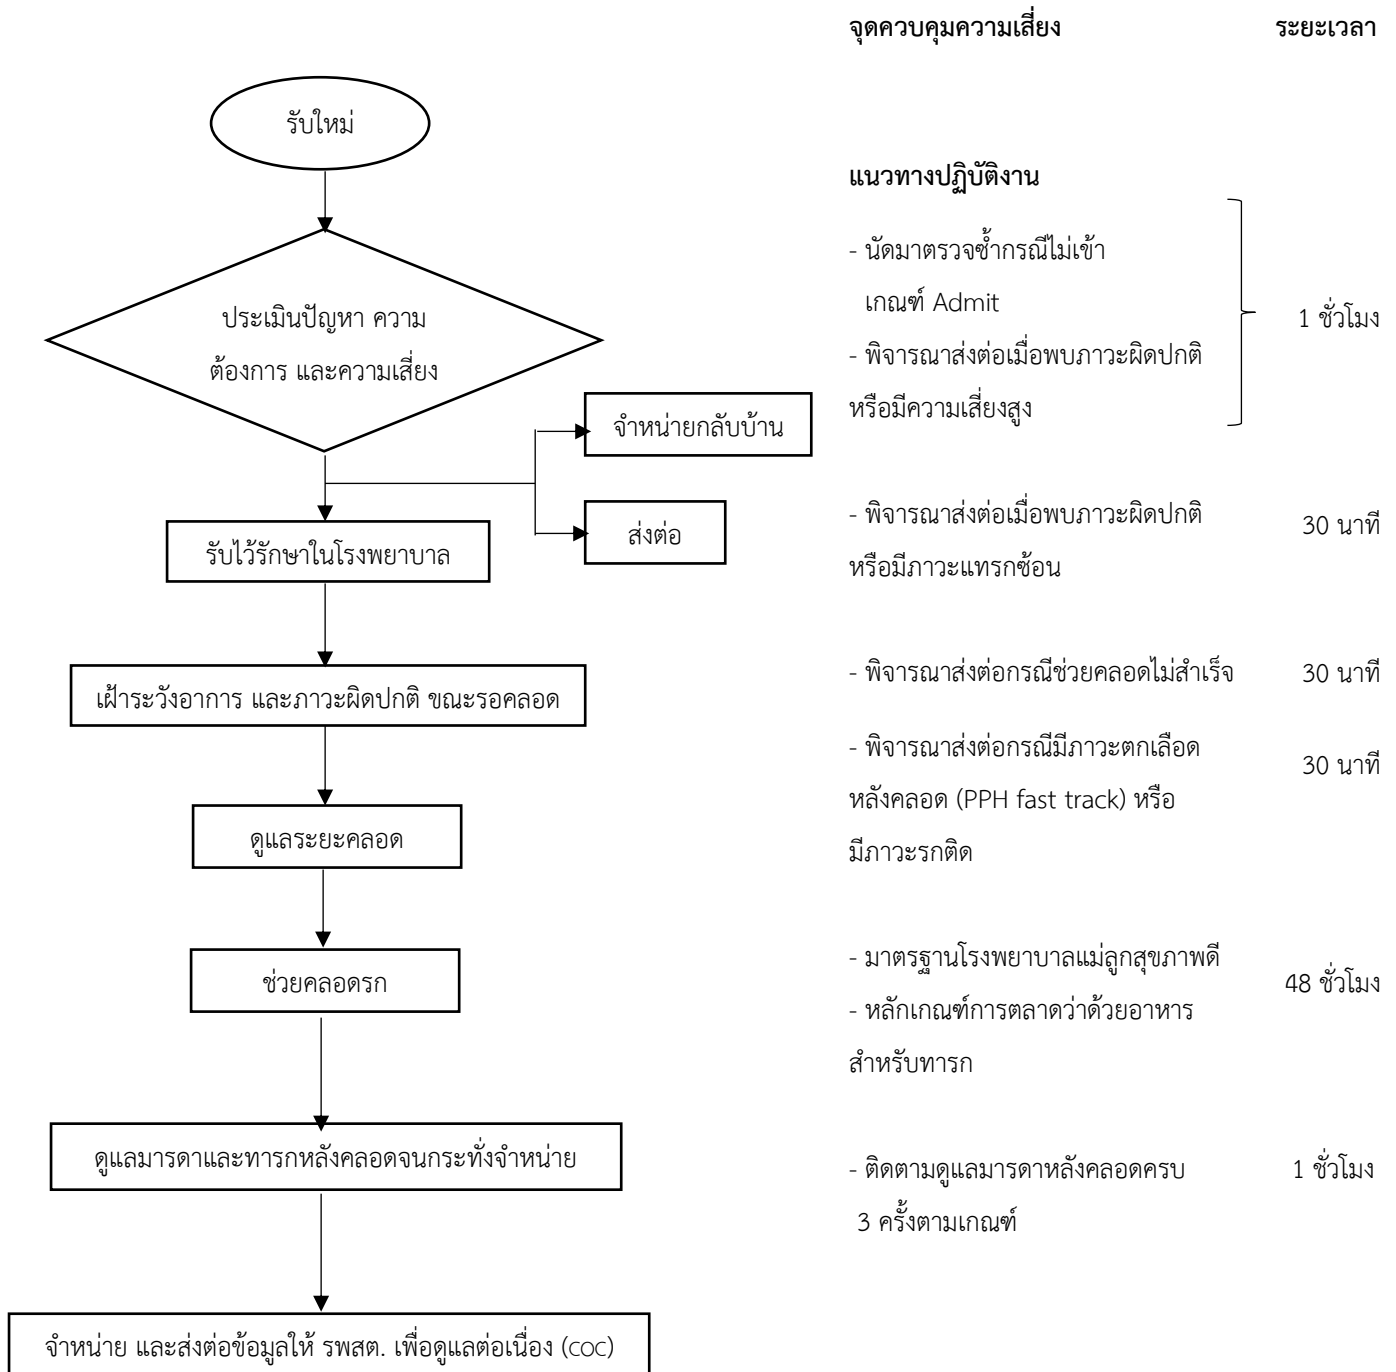 จุดควบคุมความเสี่ยง ระยะเวลา
รับใหม่
แนวทางปฏิบัติงาน
ประเมินปัญหา ความ
ต้องการ และความเสี่ยง
- นัดมาตรวจซ้ำกรณีไม่เข้า
เกณฑ์ Admit
- พิจารณาส่งต่อเมื่อพบภาวะผิดปกติ
หรือมีความเสี่ยงสูง
1 ชั่วโมง
จำหน่ายกลับบ้าน
ส่งต่อ
รับไว้รักษาในโรงพยาบาล
- พิจารณาส่งต่อเมื่อพบภาวะผิดปกติ
หรือมีภาวะแทรกซ้อน
30 นาที
เฝ้าระวังอาการ และภาวะผิดปกติ ขณะรอคลอด
- พิจารณาส่งต่อกรณีช่วยคลอดไม่สำเร็จ
30 นาที
ดูแลระยะคลอด
- พิจารณาส่งต่อกรณีมีภาวะตกเลือด
หลังคลอด (PPH fast track) หรือ
มีภาวะรกติด
30 นาที
ช่วยคลอดรก
- มาตรฐานโรงพยาบาลแม่ลูกสุขภาพดี
- หลักเกณฑ์การตลาดว่าด้วยอาหาร
สำหรับทารก
48 ชั่วโมง
ดูแลมารดาและทารกหลังคลอดจนกระทั่งจำหน่าย
- ติดตามดูแลมารดาหลังคลอดครบ
3 ครั้งตามเกณฑ์
1 ชั่วโมง
จำหน่าย และส่งต่อข้อมูลให้ รพสต. เพื่อดูแลต่อเนื่อง (COC)